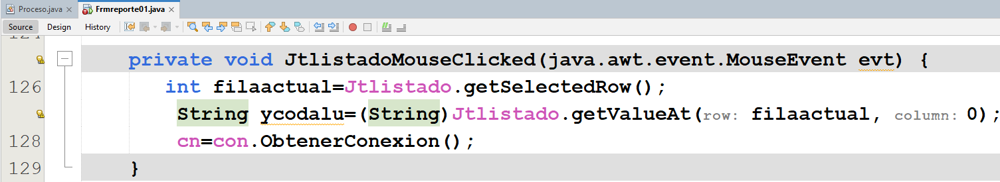 Proceso.java × Frmreporte01.java ×
Source Design History
private void JtlistadoMouseClicked(java.awt.event.MouseEvent evt) {
126 int filaactual=Jtlistado.getSelectedRow();
String ycodalu=(String)Jtlistado.getValueAt(row: filaactual, column: 0);
128 cn=con.ObtenerConexion();
129 }